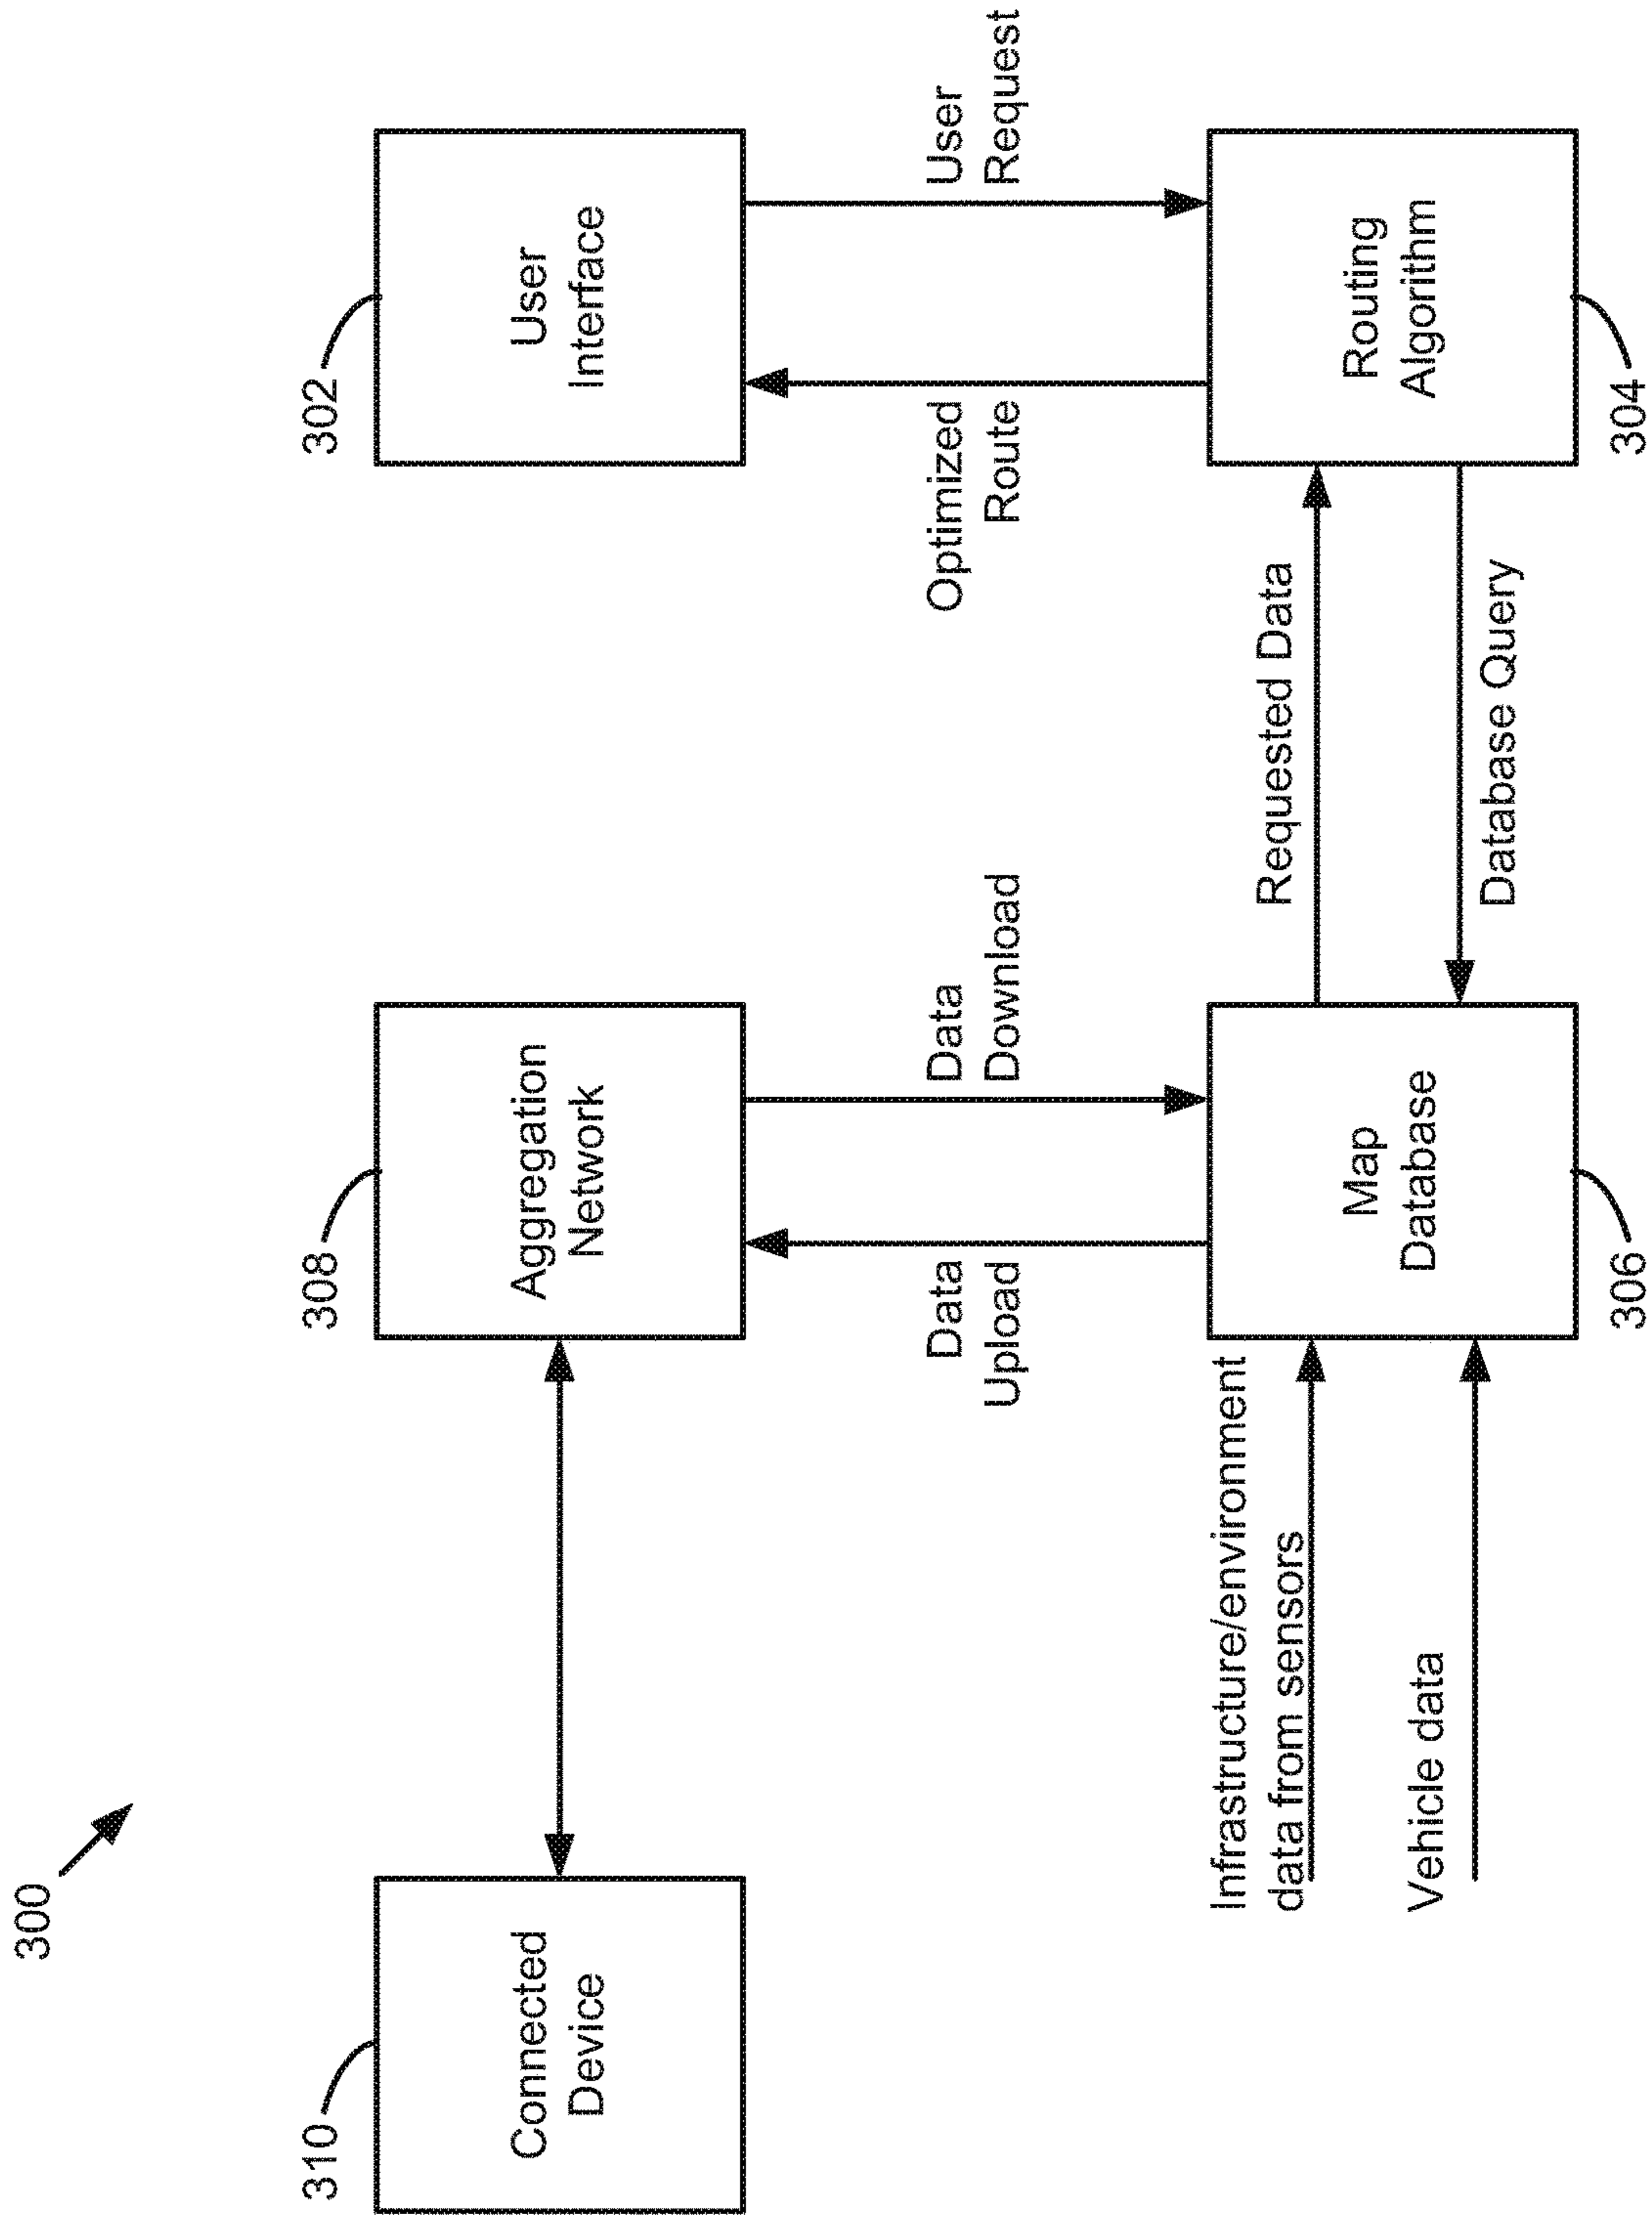 300
310
Connected
Device
308
Aggregation
Network
302
User
Interface
Data
Upload
Data
Download
Optimized
Route
User
Request
Infrastructure/environment
data from sensors
Vehicle data
Map
Database
306
Requested Data
Database Query
Routing
Algorithm
304